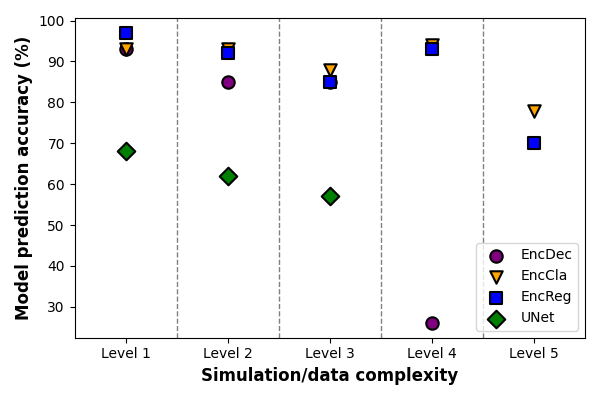 Model prediction accuracy (%)
100
90
80
70
60
50
40
30
EncDec
EncCla
EncReg
UNet
Level 1 Level 2 Level 3 Level 4 Level 5
Simulation/data complexity